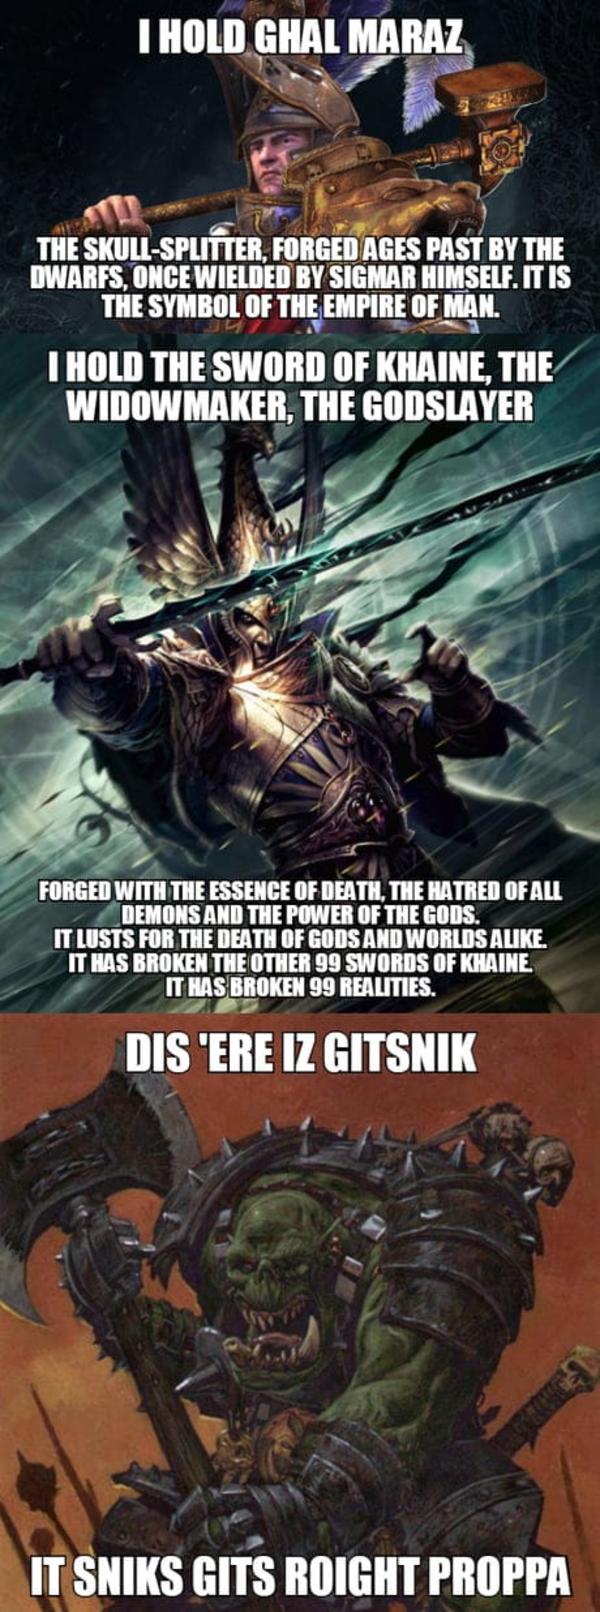 I HOLD GHAL MARAZ
THE SKULL-SPLITTER, FORGED AGES PAST BY THE
DWARFS, ONCE WIELDED BY SIGMAR HIMSELF. IT IS
THE SYMBOL OF THE EMPIRE OF MAN.
I HOLD THE SWORD OF KHAINE, THE
WIDOWMAKER, THE GODSLAYER
FORGED WITH THE ESSENCE OF DEATH, THE HATRED OF ALL
DEMONS AND THE POWER OF THE GODS.
IT LUSTS FOR THE DEATH OF GODS AND WORLDS ALIKE.
IT HAS BROKEN THE OTHER 99 SWORDS OF KHAINE.
IT HAS BROKEN 99 REALITIES.
DIS 'ERE IZ GITSNIK
IT SNIKS GITS ROIGHT PROPPA